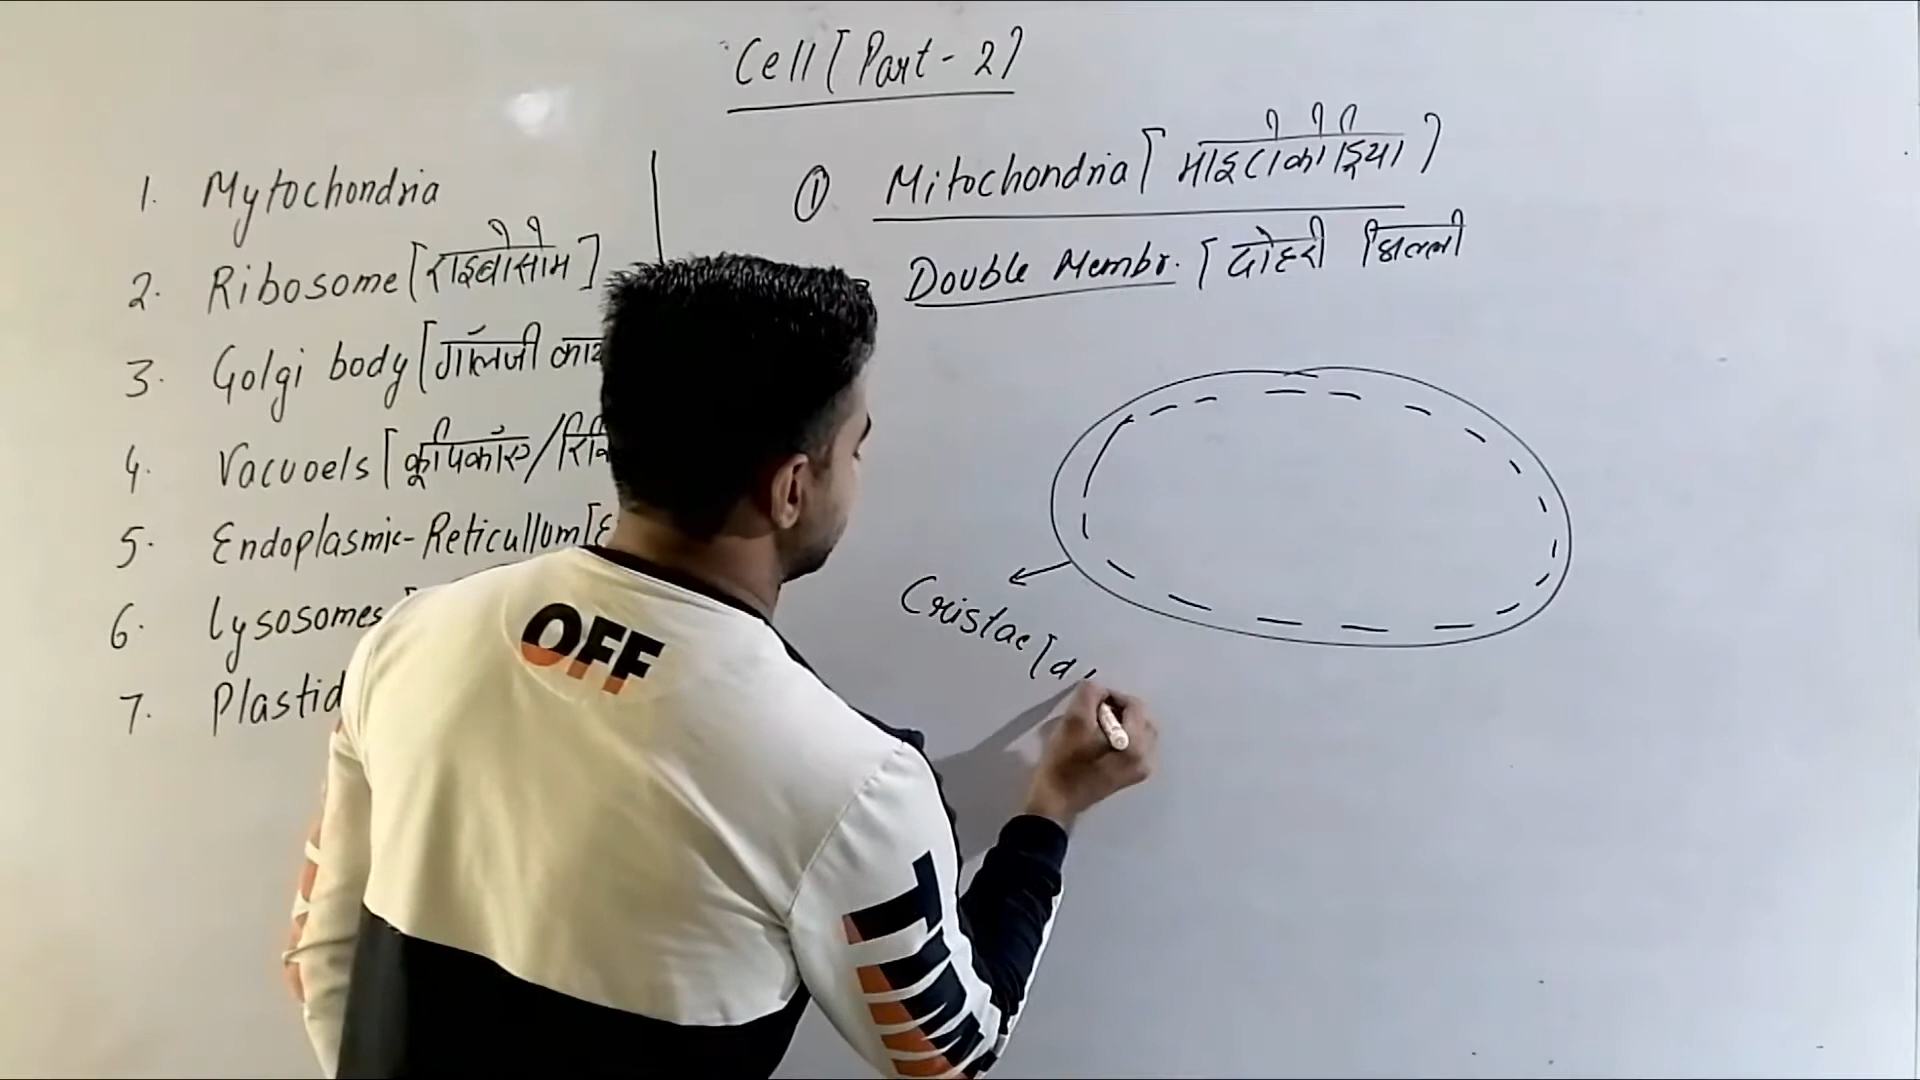 Cell [Part - 2]
1. Mytochondria
2. Ribosome [राइबोसोम]
3. Golgi body [गॉलजी
4. Vacuoels [
5. Endoplasmic-Reticullum [
6. Lysosomes
7. Plastid
① Mitochondria [माइटोकोंड्रिया]
Double Membr. [दोहरी झिल्ली
Cristae [
OFF